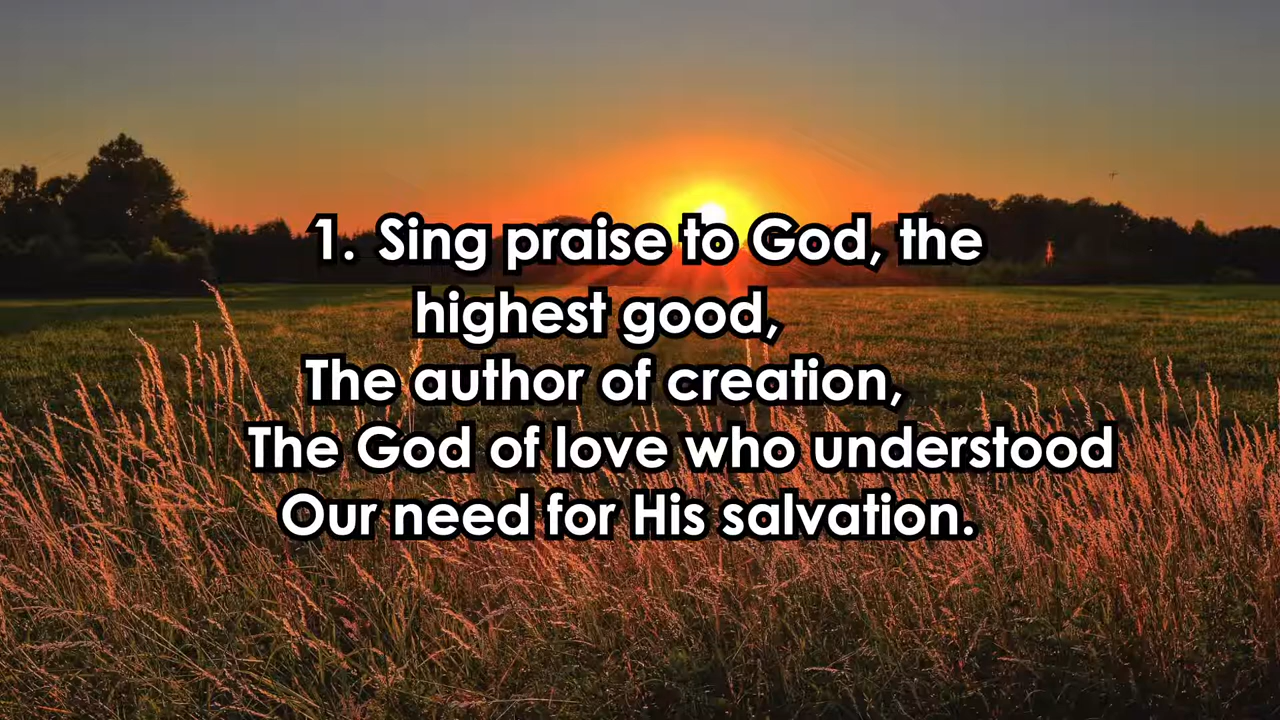 1. Sing praise to God, the
highest good,
The author of creation,
The God of love who understood
Our need for His salvation.